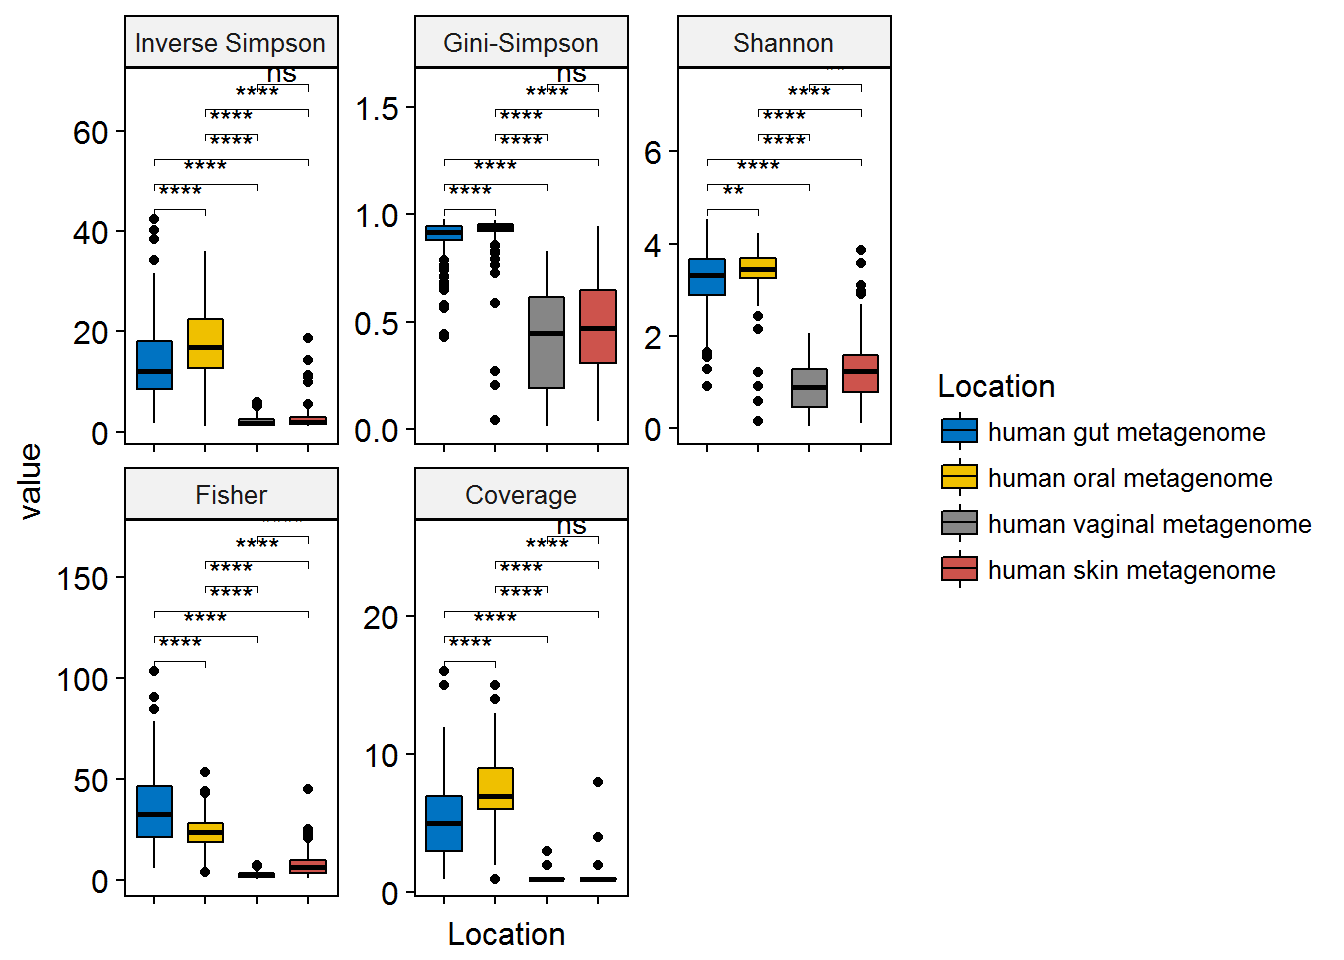 Inverse Simpson
Gini-Simpson
Shannon
ns
****
****
****
****
****
60
40
20
0
ns
****
****
****
****
****
1.5
1.0
0.5
0.0
****
****
****
****
**
6
4
2
0
value
Fisher
Coverage
****
****
****
****
****
150
100
50
0
ns
****
****
****
****
****
20
10
0
Location
Location
human gut metagenome
human oral metagenome
human vaginal metagenome
human skin metagenome